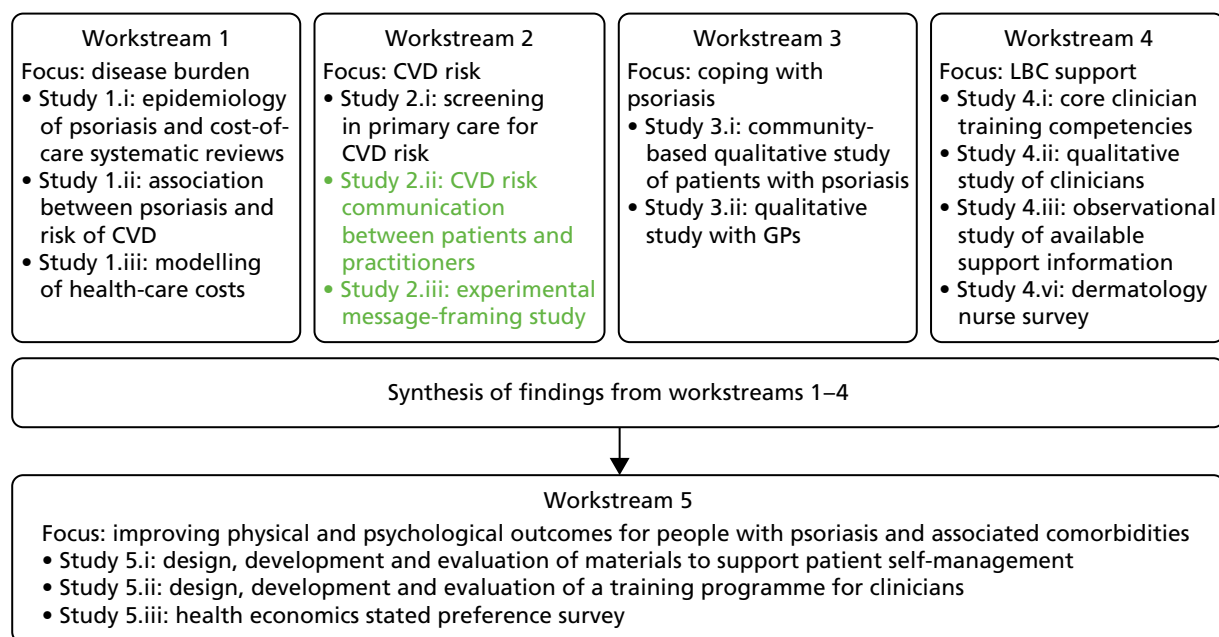 Workstream 1
Focus: disease burden
• Study 1.i: epidemiology
of psoriasis and cost-of-
care systematic reviews
• Study 1.ii: association
between psoriasis and
risk of CVD
• Study 1.iii: modelling
of health-care costs
Workstream 2
Focus: CVD risk
• Study 2.i: screening
in primary care for
CVD risk
• Study 2.ii: CVD risk
communication
between patients and
practitioners
• Study 2.iii: experimental
message-framing study
Workstream 3
Focus: coping with
psoriasis
• Study 3.i: community-
based qualitative study
of patients with psoriasis
• Study 3.ii: qualitative
study with GPs
Workstream 4
Focus: LBC support
• Study 4.i: core clinician
training competencies
• Study 4.ii: qualitative
study of clinicians
• Study 4.iii: observational
study of available
support information
• Study 4.vi: dermatology
nurse survey
Synthesis of findings from workstreams 1–4
Workstream 5
Focus: improving physical and psychological outcomes for people with psoriasis and associated comorbidities
• Study 5.i: design, development and evaluation of materials to support patient self-management
• Study 5.ii: design, development and evaluation of a training programme for clinicians
• Study 5.iii: health economics stated preference survey